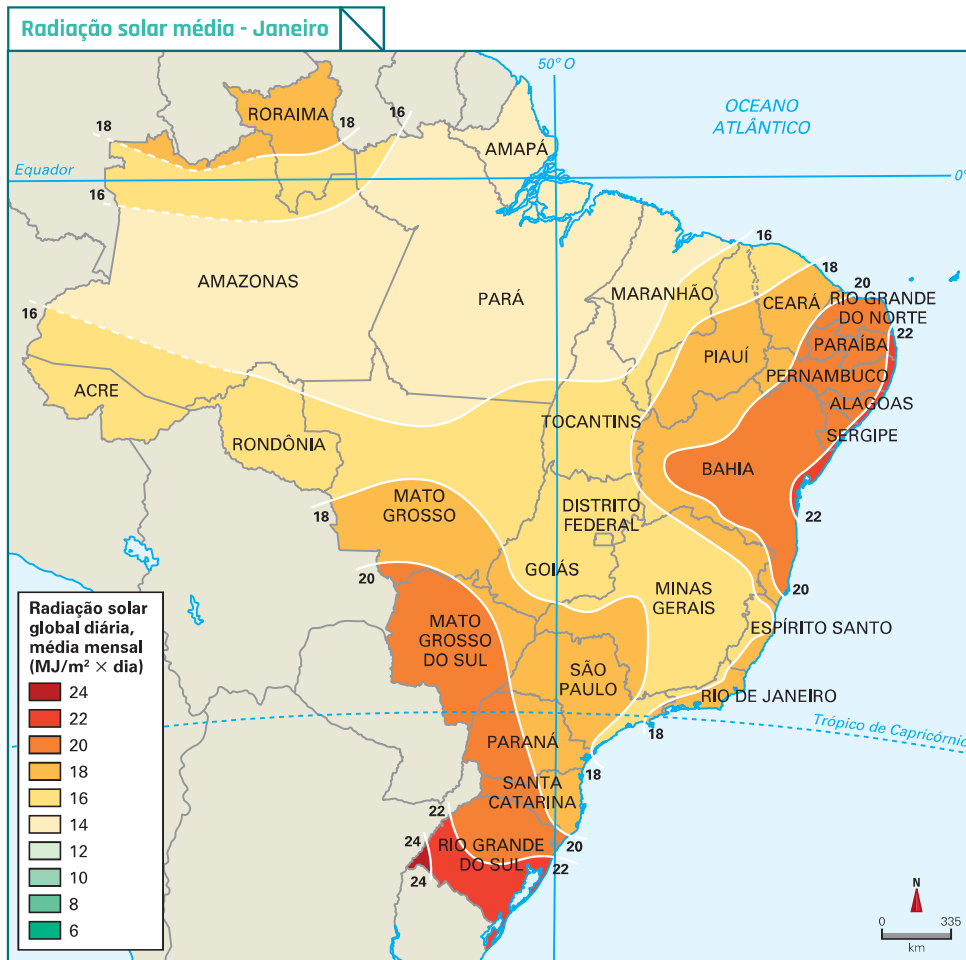 Radiação solar média - Janeiro
50° O
OCEANO
ATLÂNTICO
RORAIMA
18
18
16
AMAPÁ
Equador
0°
16
AMAZONAS
PARÁ
MARANHÃO
16
18
CEARÁ
20
RIO GRANDE
DO NORTE
22
PARAÍBA
PIAUÍ
PERNAMBUCO
ALAGOAS
SERGIPE
16
ACRE
RONDÔNIA
TOCANTINS
BAHIA
22
MATO
GROSSO
18
DISTRITO
FEDERAL
GOIÁS
20
MINAS
GERAIS
20
ESPÍRITO SANTO
MATO
GROSSO
DO SUL
SÃO
PAULO
RIO DE JANEIRO
18
Trópico de Capricórnio
PARANÁ
18
SANTA
CATARINA
22
20
24
RIO GRANDE
DO SUL
22
24
Radiação solar
global diária,
média mensal
(MJ/m² × dia)
24
22
20
18
16
14
12
10
8
6
N
0 335
km